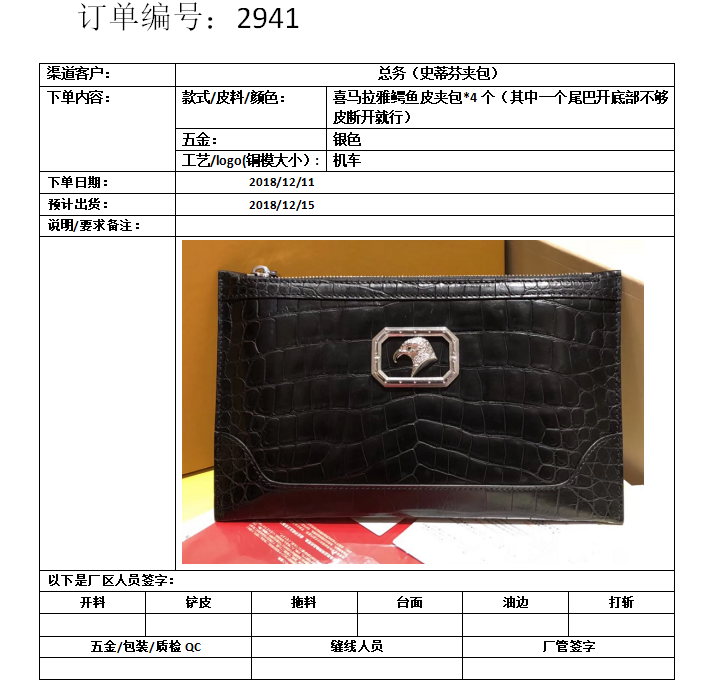 订单编号：2941
渠道客户： 总务（史蒂芬夹包）
下单内容： 款式/皮料/颜色： 喜马拉雅鳄鱼皮夹包*4 个（其中一个尾巴开底部不够
皮断开就行）
五金： 银色
工艺/logo(铜模大小）： 机车
下单日期： 2018/12/11
预计出货： 2018/12/15
说明/要求备注：
以下是厂区人员签字：
开料 铲皮 拖料 台面 油边 打斩
五金/包装/质检 QC 缝线人员 厂管签字